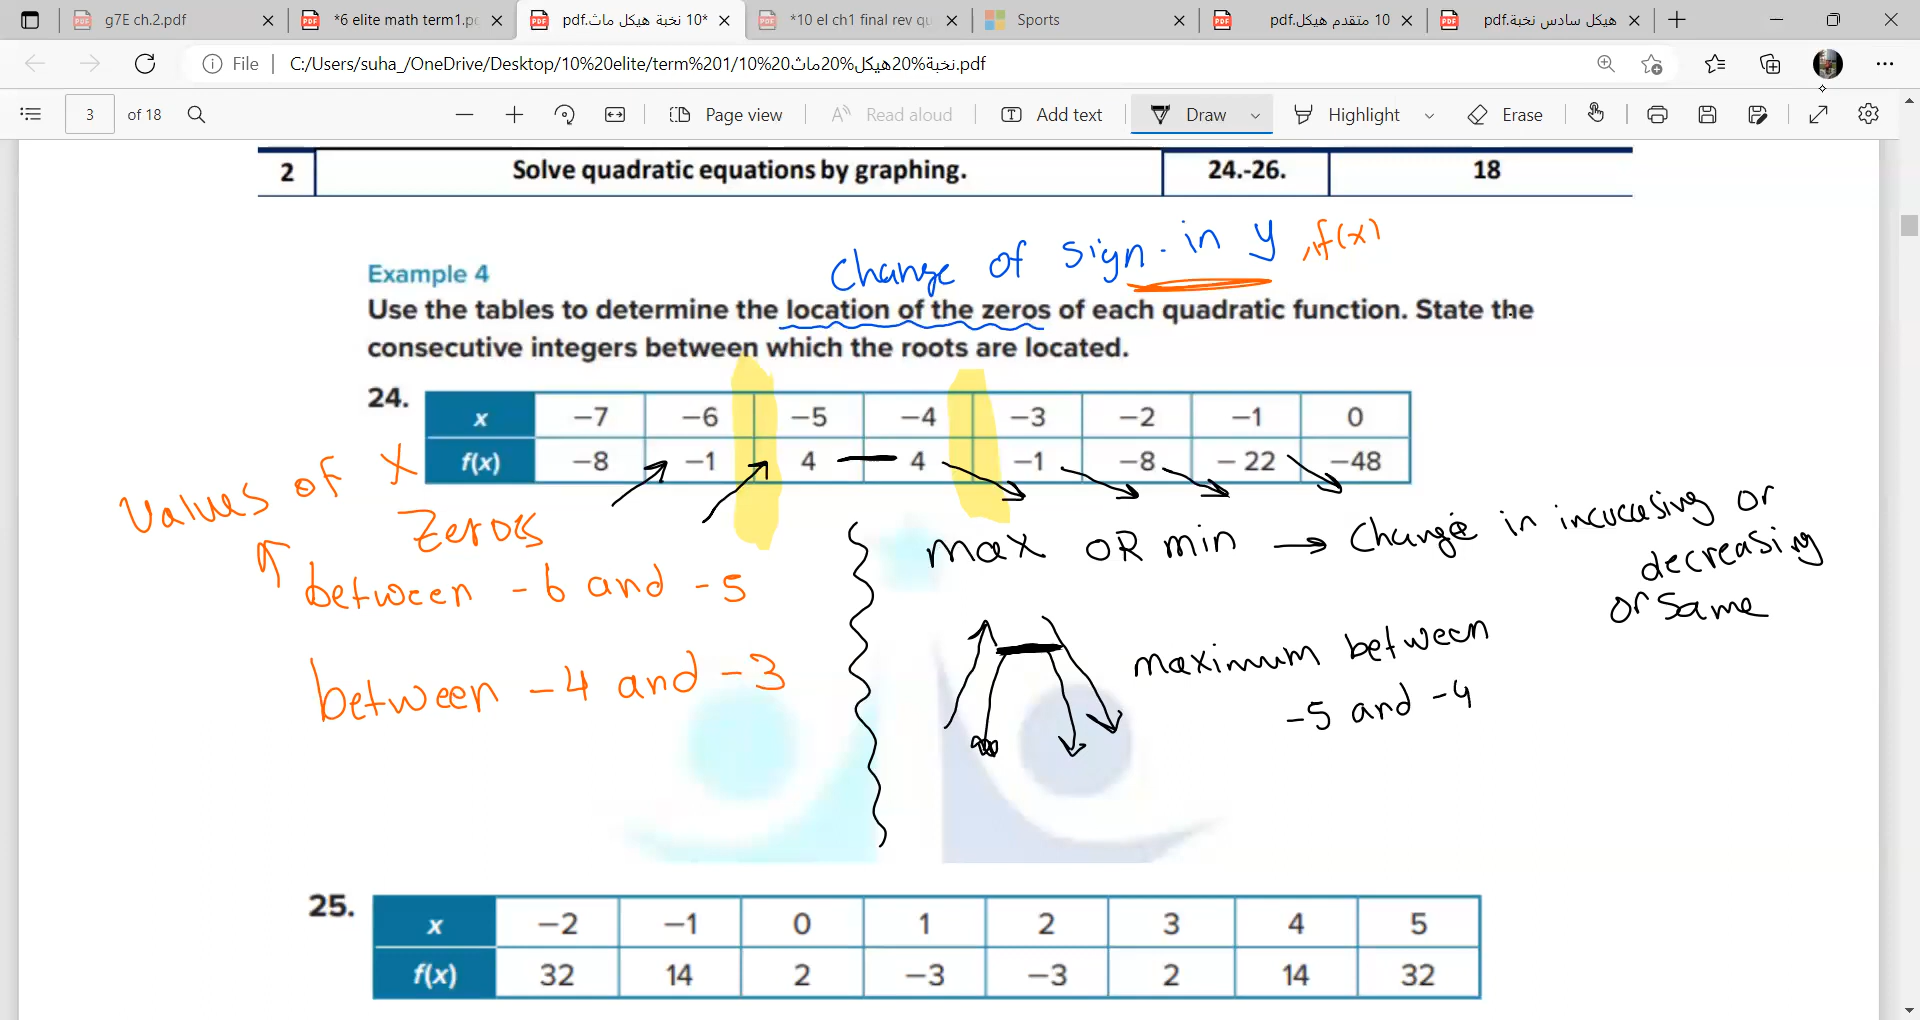 g7E ch.2.pdf
*6 elite math term1.pd
*10 نخبة هيكل ماث.pdf
*10 el ch1 final rev qu
Sports
10 متقدم هيكل.pdf
هيكل سادس نخبة.pdf
File
C:/Users/suha_/OneDrive/Desktop/10%20elite/term%201/10%20نخبة%20هيكل%20ماث.pdf
3 of 18
Page view
Read aloud
Add text
Draw
Highlight
Erase
2 Solve quadratic equations by graphing. 24.-26. 18
Change of sign in y, f(x)
Example 4
Use the tables to determine the location of the zeros of each quadratic function. State the
consecutive integers between which the roots are located.
24.
x −7 −6 −5 −4 −3 −2 −1 0
f(x) −8 −1 4 4 −1 −8 −22 −48
Values of X
Zeros
between -6 and -5
between -4 and -3
max OR min → Change in increasing or
decreasing
or same
maximum between
-5 and -4
25.
x −2 −1 0 1 2 3 4 5
f(x) 32 14 2 −3 −3 2 14 32